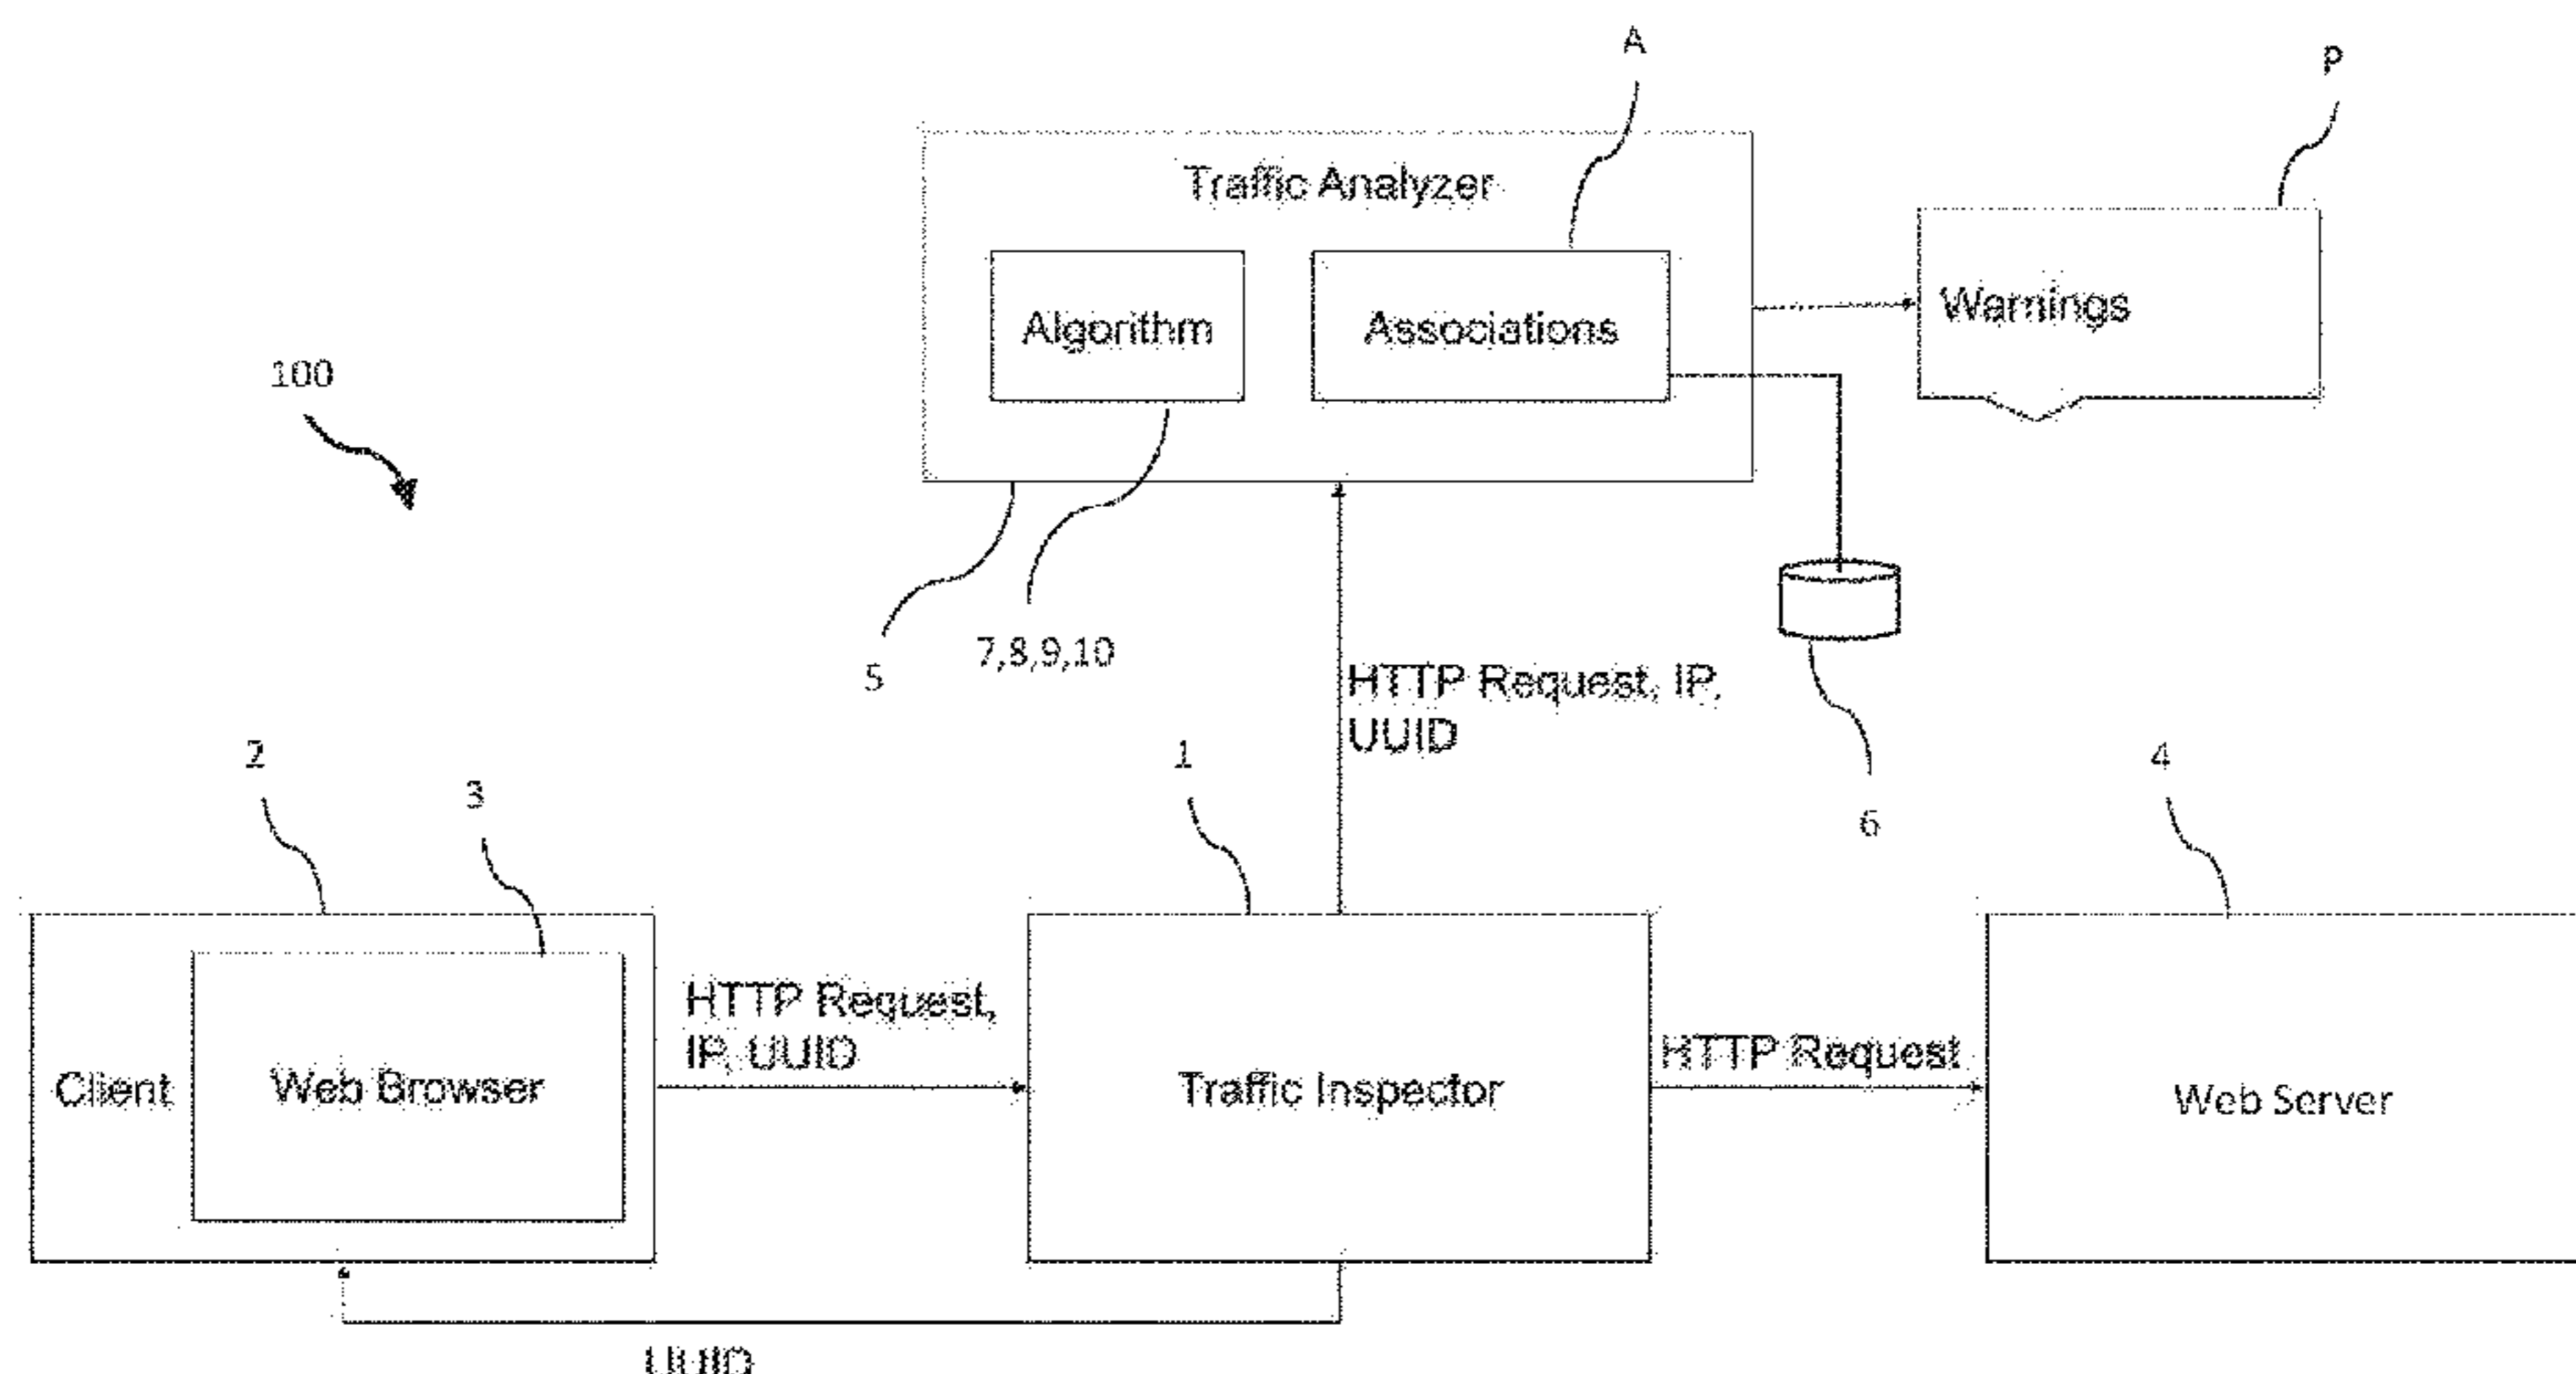 A
P
Traffic Analyzer
Algorithm
Associations
Warnings
100
5
7,8,9,10
HTTP Request, IP,
UUID
6
2
3
1
4
HTTP Request,
IP, UUID
HTTP Request
Client
Web Browser
Traffic Inspector
Web Server
UUID